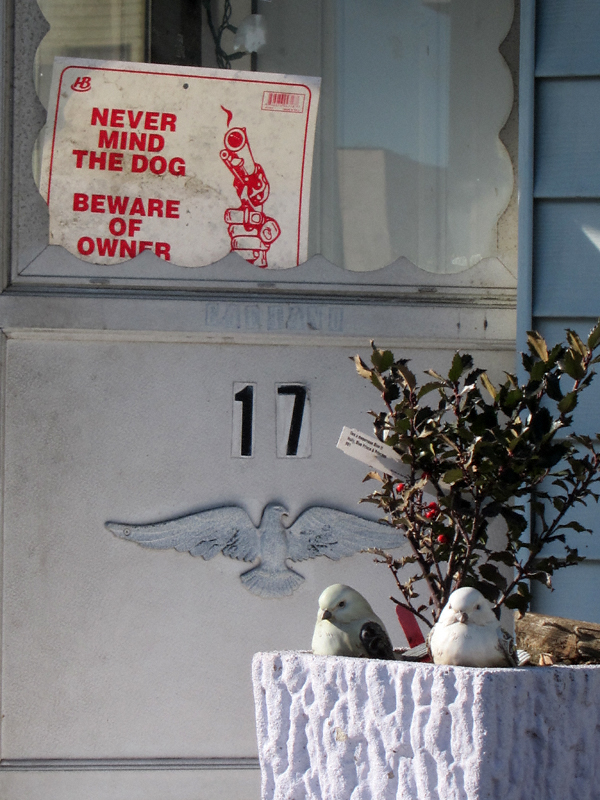 HB
NEVER
MIND
THE DOG
BEWARE
OF
OWNER
17